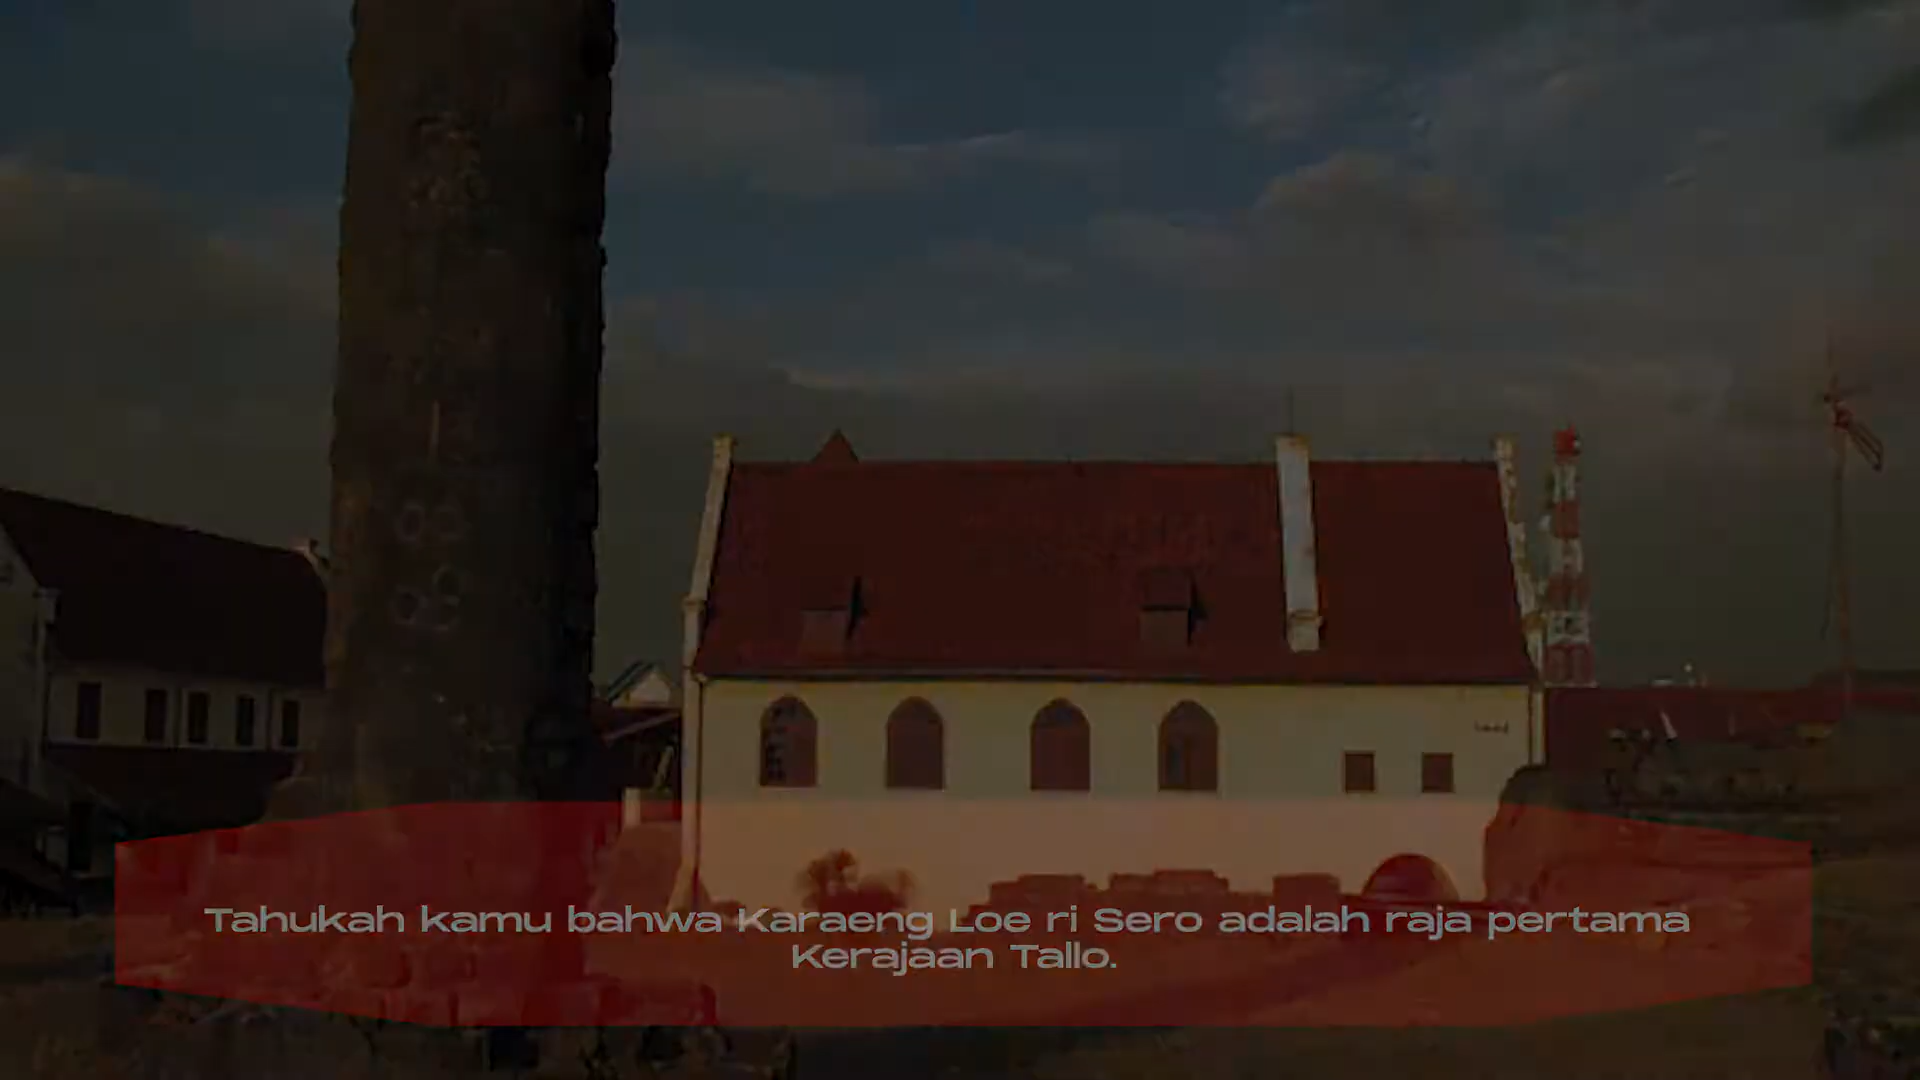 Tahukah kamu bahwa Karaeng Loe ri Sero adalah raja pertama
Kerajaan Tallo.